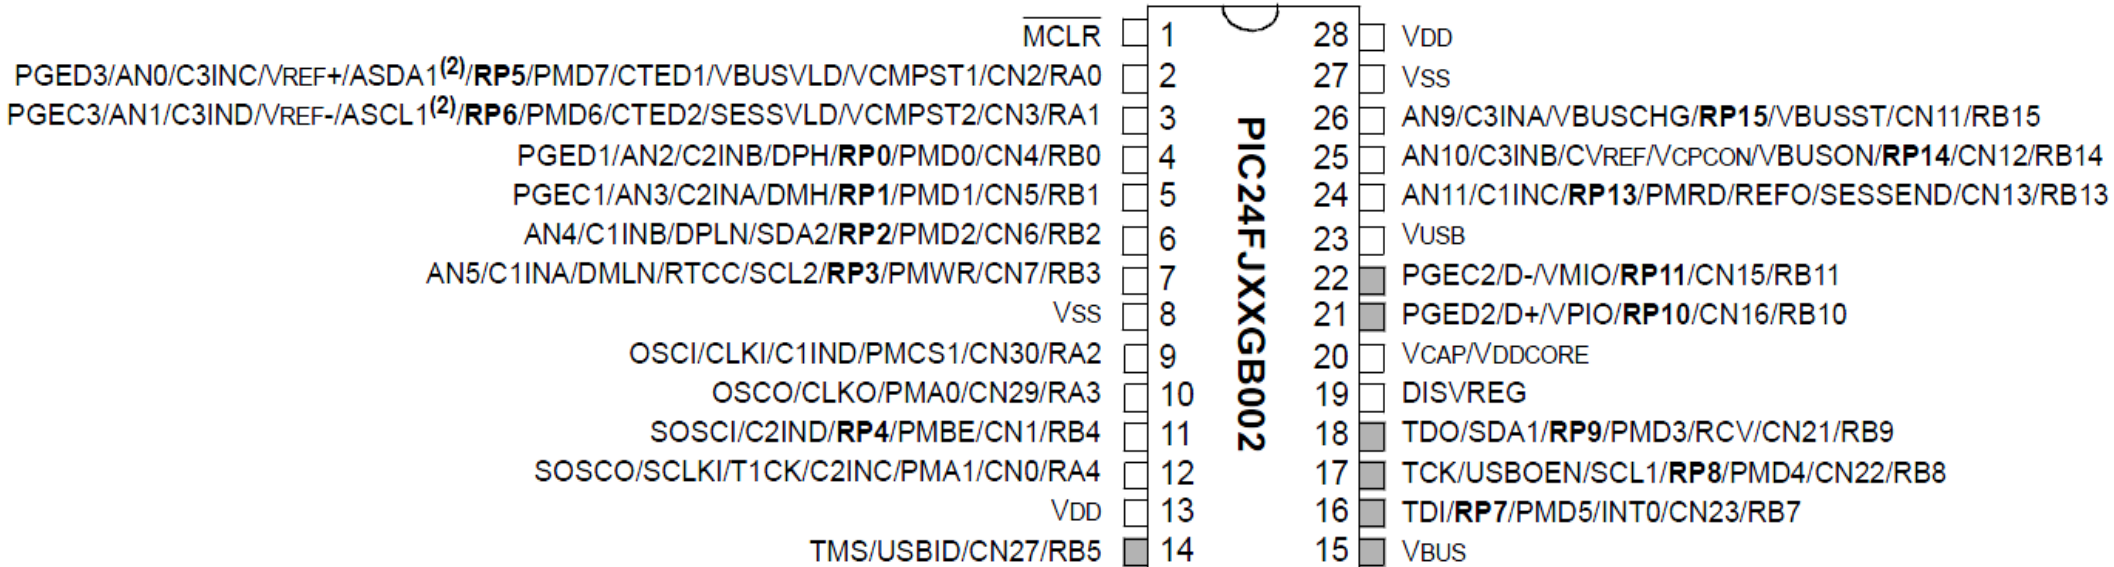 MCLR 1 28 VDD
PGED3/AN0/C3INC/VREF+/ASDA1(2)/RP5/PMD7/CTED1/VBUSVLD/VCMPST1/CN2/RA0 2 27 VSS
PGEC3/AN1/C3IND/VREF-/ASCL1(2)/RP6/PMD6/CTED2/SESSVLD/VCMPST2/CN3/RA1 3 26 AN9/C3INA/VBUSCHG/RP15/VBUSST/CN11/RB15
PGED1/AN2/C2INB/DPH/RP0/PMD0/CN4/RB0 4 25 AN10/C3INB/CVREF/VCPCON/VBUSON/RP14/CN12/RB14
PGEC1/AN3/C2INA/DMH/RP1/PMD1/CN5/RB1 5 24 AN11/C1INC/RP13/PMRD/REFO/SESSEND/CN13/RB13
AN4/C1INB/DPLN/SDA2/RP2/PMD2/CN6/RB2 6 23 VUSB
AN5/C1INA/DMLN/RTCC/SCL2/RP3/PMWR/CN7/RB3 7 22 PGEC2/D-/VMIO/RP11/CN15/RB11
VSS 8 21 PGED2/D+/VPIO/RP10/CN16/RB10
OSCI/CLKI/C1IND/PMCS1/CN30/RA2 9 20 VCAP/VDDCORE
OSCO/CLKO/PMA0/CN29/RA3 10 19 DISVREG
SOSCI/C2IND/RP4/PMBE/CN1/RB4 11 18 TDO/SDA1/RP9/PMD3/RCV/CN21/RB9
SOSCO/SCLKI/T1CK/C2INC/PMA1/CN0/RA4 12 17 TCK/USBOEN/SCL1/RP8/PMD4/CN22/RB8
VDD 13 16 TDI/RP7/PMD5/INT0/CN23/RB7
TMS/USBID/CN27/RB5 14 15 VBUS
PIC24FJXXGB002